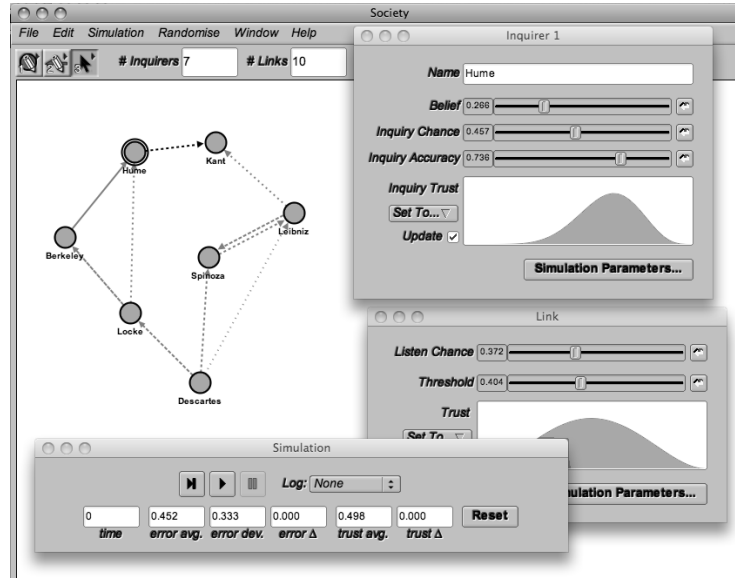 Society
File Edit Simulation Randomise Window Help
# Inquirers 7 # Links 10
Inquirer 1
Name Hume
Belief 0.266
Inquiry Chance 0.457
Inquiry Accuracy 0.736
Inquiry Trust
Set To...
Update
Simulation Parameters...
Hume
Kant
Berkeley
Leibniz
Spinoza
Locke
Descartes
Link
Listen Chance 0.372
Threshold 0.404
Trust
Set To...
Simulation Parameters...
Simulation
Log: None
0 0.452 0.333 0.000 0.498 0.000 Reset
time error avg. error dev. error Δ trust avg. trust Δ